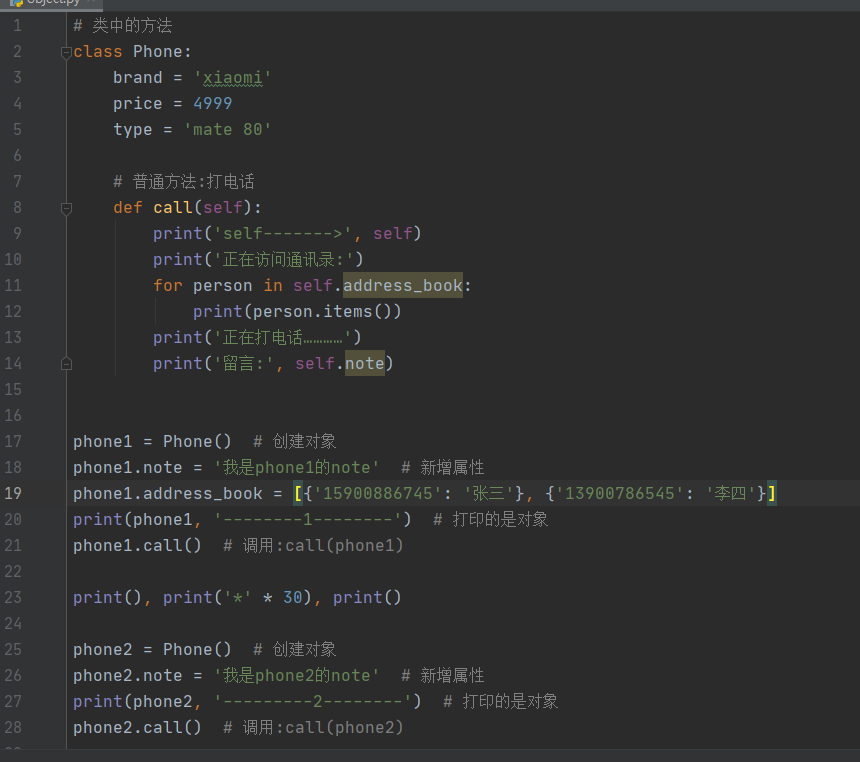 Object.py
1 # 类中的方法
2 class Phone:
3     brand = 'xiaomi'
4     price = 4999
5     type = 'mate 80'
6
7     # 普通方法:打电话
8     def call(self):
9         print('self------->', self)
10         print('正在访问通讯录:')
11         for person in self.address_book:
12             print(person.items())
13         print('正在打电话…………')
14         print('留言:', self.note)
15
16
17 phone1 = Phone()  # 创建对象
18 phone1.note = '我是phone1的note'  # 新增属性
19 phone1.address_book = [{'15900886745': '张三'}, {'13900786545': '李四'}]
20 print(phone1, '--------1--------')  # 打印的是对象
21 phone1.call()  # 调用:call(phone1)
22
23 print(), print('*' * 30), print()
24
25 phone2 = Phone()  # 创建对象
26 phone2.note = '我是phone2的note'  # 新增属性
27 print(phone2, '---------2--------')  # 打印的是对象
28 phone2.call()  # 调用:call(phone2)